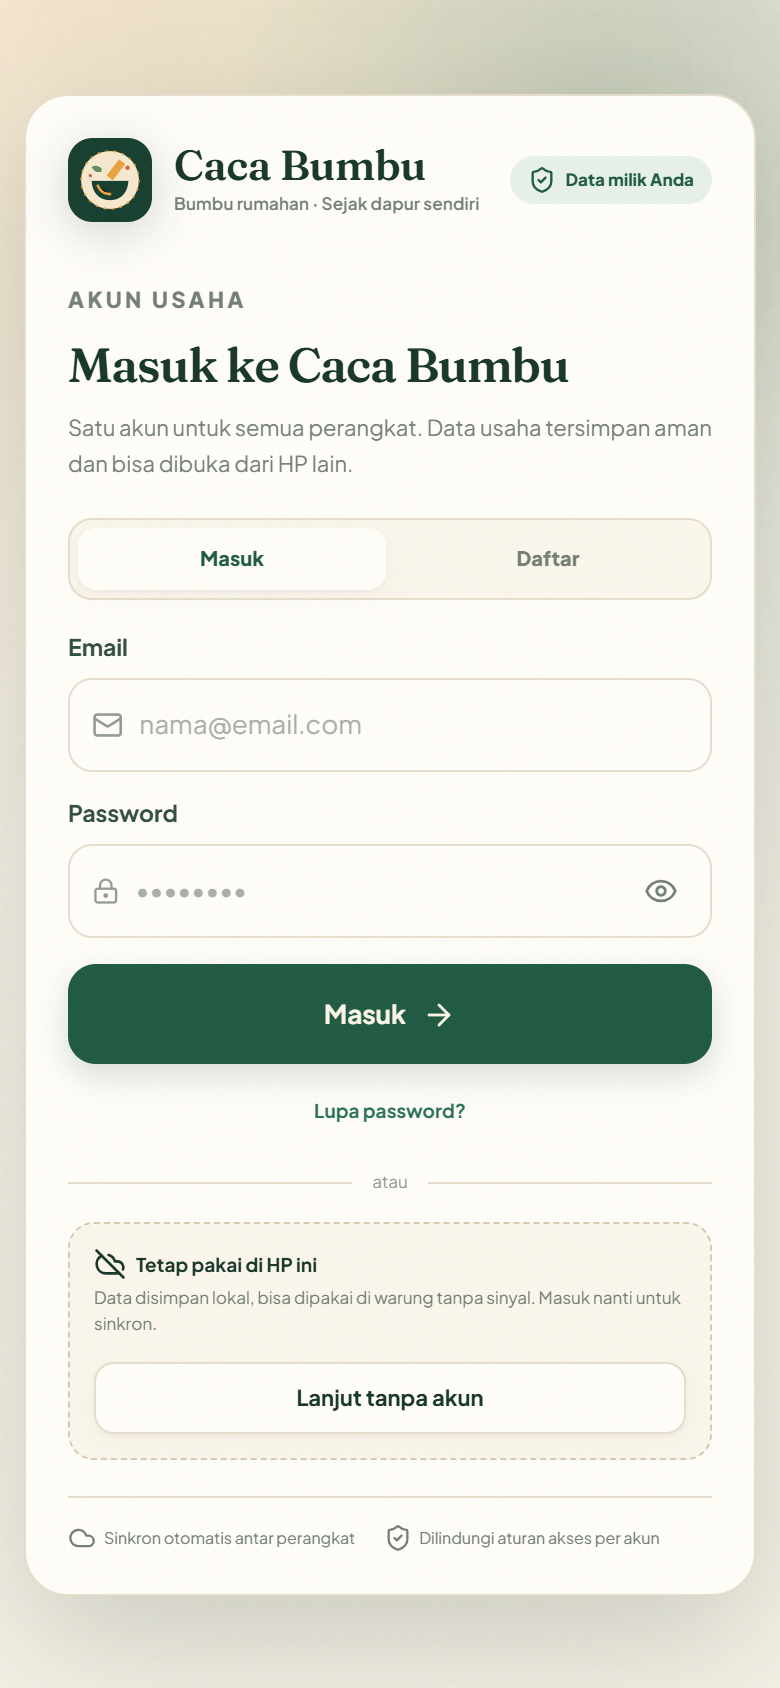 Caca Bumbu
Bumbu rumahan · Sejak dapur sendiri
Data milik Anda
AKUN USAHA
Masuk ke Caca Bumbu
Satu akun untuk semua perangkat. Data usaha tersimpan aman
dan bisa dibuka dari HP lain.
Masuk
Daftar
Email
nama@email.com
Password
••••••••
Masuk
Lupa password?
atau
Tetap pakai di HP ini
Data disimpan lokal, bisa dipakai di warung tanpa sinyal. Masuk nanti untuk
sinkron.
Lanjut tanpa akun
Sinkron otomatis antar perangkat
Dilindungi aturan akses per akun